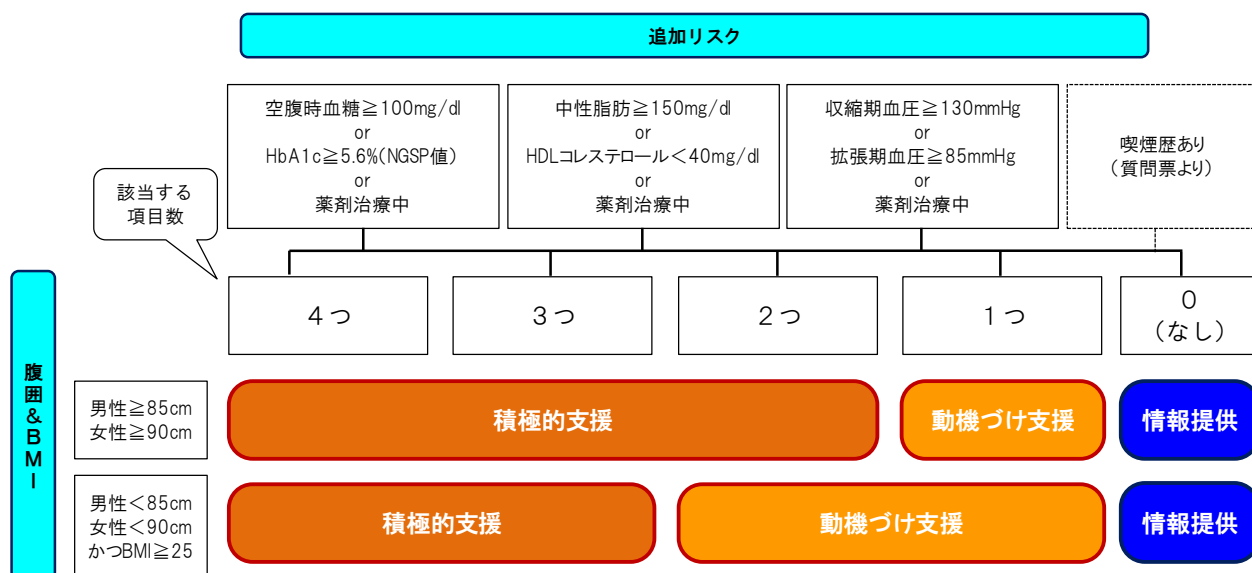 追加リスク
空腹時血糖≧100mg/dl
or
HbA1c≧5.6%(NGSP値)
or
薬剤治療中
中性脂肪≧150mg/dl
or
HDLコレステロール<40mg/dl
or
薬剤治療中
収縮期血圧≧130mmHg
or
拡張期血圧≧85mmHg
or
薬剤治療中
喫煙歴あり
(質問票より)
該当する
項目数
4つ
3つ
2つ
1つ
0
(なし)
腹囲&BMI
男性≧85cm
女性≧90cm
積極的支援
動機づけ支援
情報提供
男性<85cm
女性<90cm
かつBMI≧25
積極的支援
動機づけ支援
情報提供